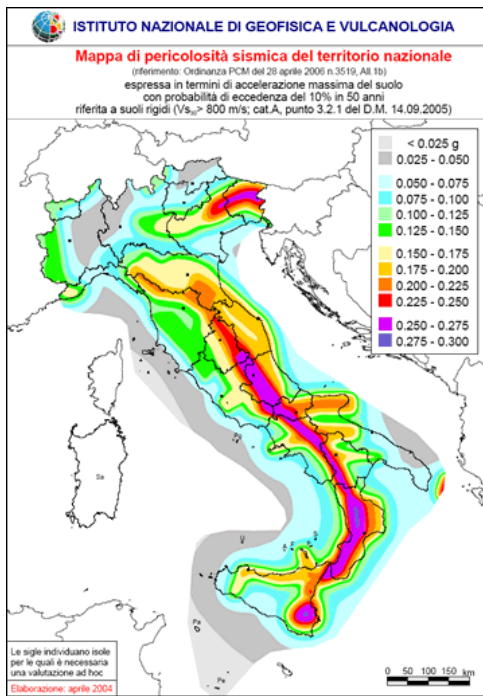 ISTITUTO NAZIONALE DI GEOFISICA E VULCANOLOGIA
Mappa di pericolosità sismica del territorio nazionale
(riferimento: Ordinanza PCM del 28 aprile 2006 n.3519, All.1b)
espressa in termini di accelerazione massima del suolo
con probabilità di eccedenza del 10% in 50 anni
riferita a suoli rigidi (Vs30> 800 m/s; cat.A, punto 3.2.1 del D.M. 14.09.2005)
< 0.025 g
0.025 - 0.050
0.050 - 0.075
0.075 - 0.100
0.100 - 0.125
0.125 - 0.150
0.150 - 0.175
0.175 - 0.200
0.200 - 0.225
0.225 - 0.250
0.250 - 0.275
0.275 - 0.300
Sa
U
Pa
Pe
Le sigle individuano isole
per le quali è necessaria
una valutazione ad hoc
Elaborazione: aprile 2004
0 50 100 150 km